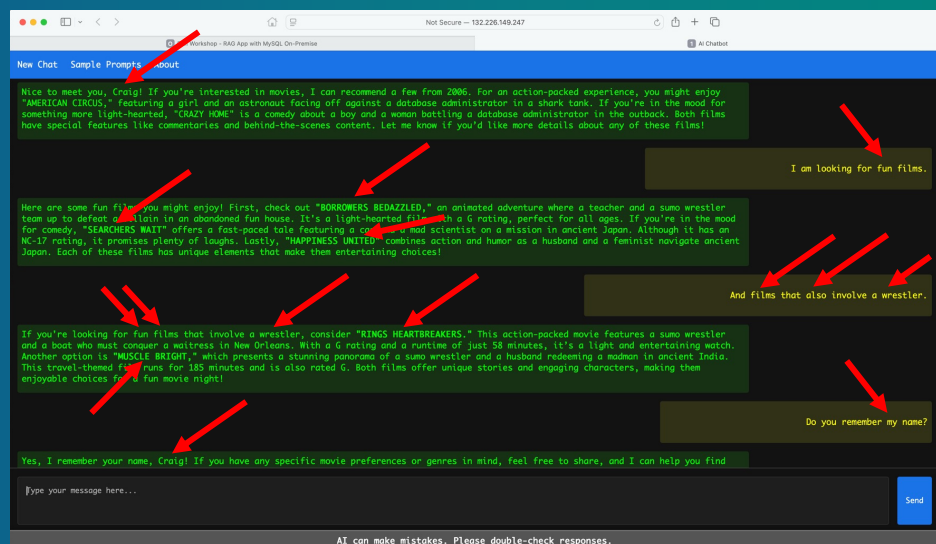 Not Secure — 132.226.149.247
Workshop - RAG App with MySQL On-Premise
1 AI Chatbot
New Chat Sample Prompts About
Nice to meet you, Craig! If you're interested in movies, I can recommend a few from 2006. For an action-packed experience, you might enjoy
"AMERICAN CIRCUS," featuring a girl and an astronaut facing off against a database administrator in a shark tank. If you're in the mood for
something more light-hearted, "CRAZY HOME" is a comedy about a boy and a woman battling a database administrator in the outback. Both films
have special features like commentaries and behind-the-scenes content. Let me know if you'd like more details about any of these films!
I am looking for fun films.
Here are some fun films you might enjoy! First, check out "BORROWERS BEDAZZLED," an animated adventure where a teacher and a sumo wrestler
team up to defeat a villain in an abandoned fun house. It's a light-hearted film with a G rating, perfect for all ages. If you're in the mood
for comedy, "SEARCHERS WAIT" offers a fast-paced tale featuring a mad scientist on a mission in ancient Japan. Although it has an
NC-17 rating, it promises plenty of laughs. Lastly, "HAPPINESS UNITED" combines action and humor as a husband and a feminist navigate ancient
Japan. Each of these films has unique elements that make them entertaining choices!
And films that also involve a wrestler.
If you're looking for fun films that involve a wrestler, consider "RINGS HEARTBREAKERS." This action-packed movie features a sumo wrestler
and a boat who must conquer a waitress in New Orleans. With a G rating and a runtime of just 58 minutes, it's a light and entertaining watch.
Another option is "MUSCLE BRIGHT," which presents a stunning panorama of a sumo wrestler and a husband redeeming a madman in ancient India.
This travel-themed film runs for 185 minutes and is also rated G. Both films offer unique stories and engaging characters, making them
enjoyable choices for a fun movie night!
Do you remember my name?
Yes, I remember your name, Craig! If you have any specific movie preferences or genres in mind, feel free to share, and I can help you find
Type your message here...
Send
AI can make mistakes. Please double-check responses.